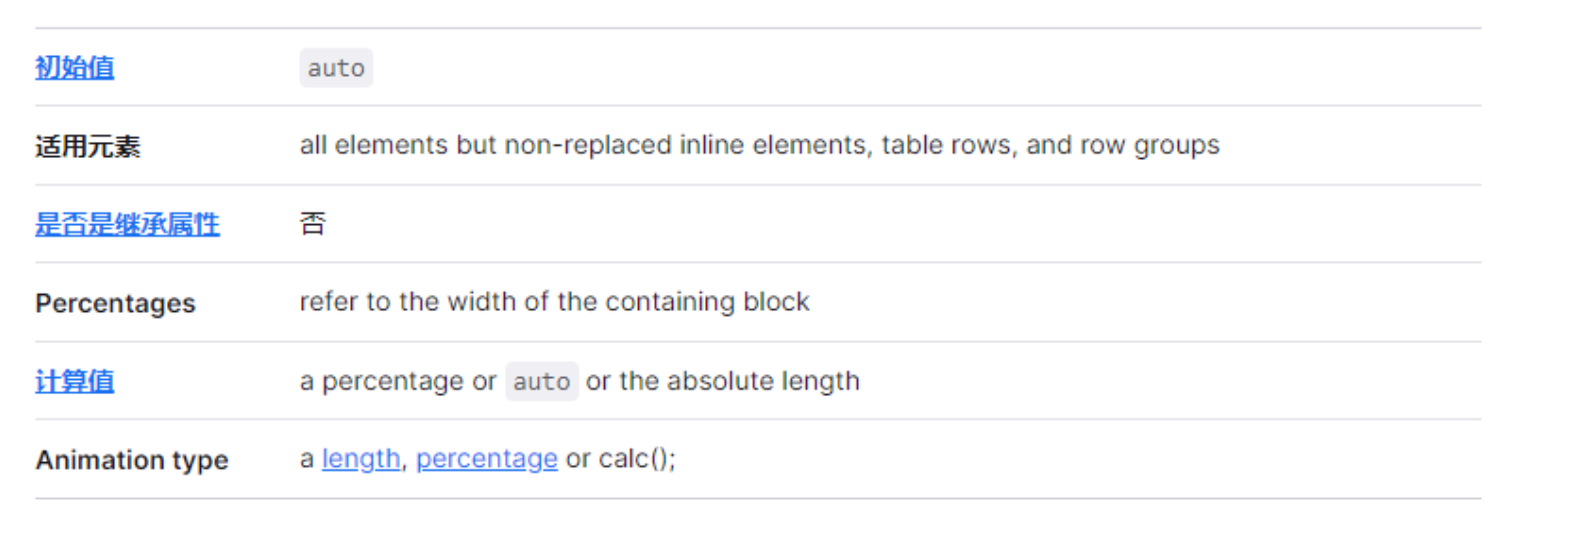 初始值 auto
适用元素 all elements but non-replaced inline elements, table rows, and row groups
是否是继承属性 否
Percentages refer to the width of the containing block
计算值 a percentage or auto or the absolute length
Animation type a length, percentage or calc();